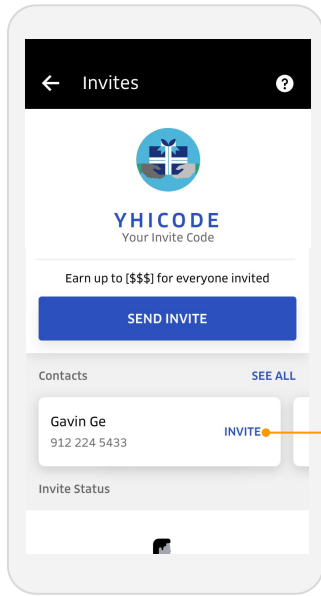 Invites
?
YHICODE
Your Invite Code
Earn up to [$$$] for everyone invited
SEND INVITE
Contacts SEE ALL
Gavin Ge
912 224 5433 INVITE
Invite Status